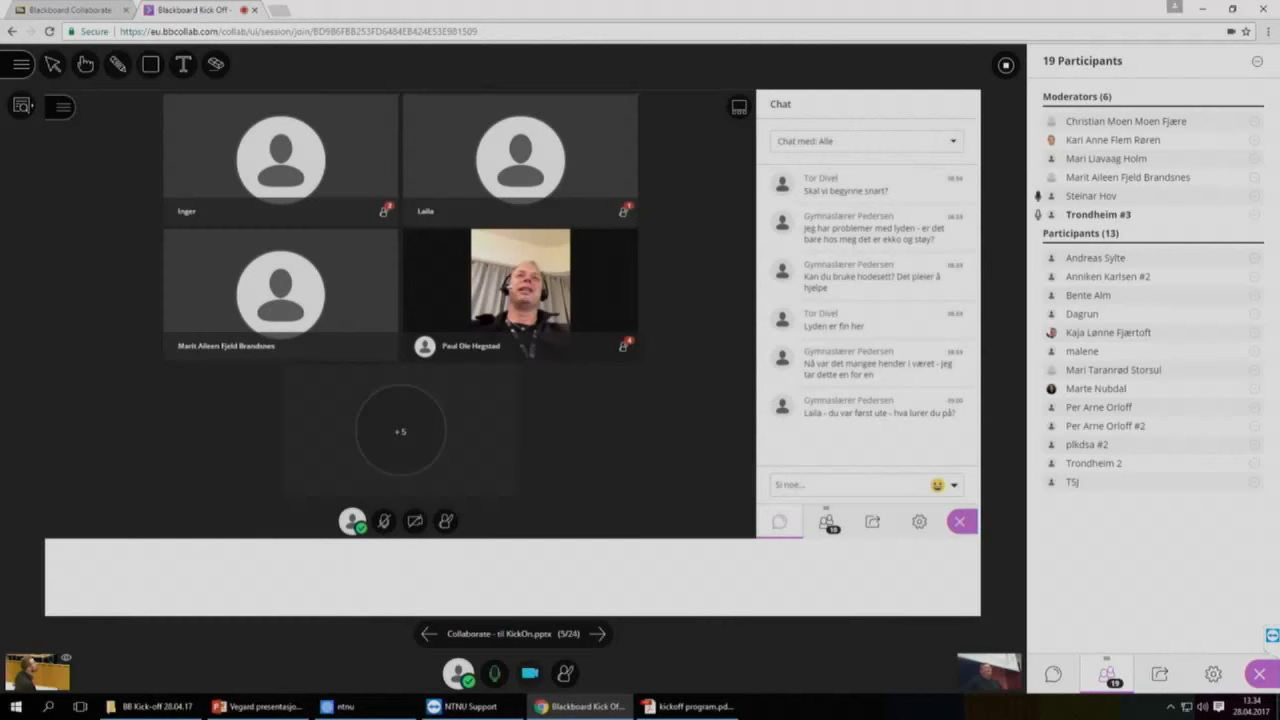 Blackboard Collaborate
Blackboard Kick Off -
Secure
https://eu.bbcollab.com/collab/ui/session/join/BD9B6FBB253FD6484EB424E53E981509
Inger
2
Laila
1
Marit Aileen Fjeld Brandsnes
Paul Ole Hegstad
+5
Chat
Chat med: Alle
Tor Divel
Skal vi begynne snart?
Gymnaslærer Pedersen
jeg har problemer med lyden - er det
bare hos meg det er ekko og støy?
Gymnaslærer Pedersen
Kan du bruke hodesett? Det pleier å
hjelpe
Tor Divel
Lyden er fin her
Gymnaslærer Pedersen
Nå var det mangee hender i været - jeg
tar dette en for en
Gymnaslærer Pedersen
Laila - du var først ute - hva lurer du på?
Si noe...
10
Collaborate - til KickOn.pptx (5/24)
19 Participants
Moderators (6)
Christian Moen Moen Fjære
Kari Anne Flem Røren
Mari Liavaag Holm
Marit Aileen Fjeld Brandsnes
Steinar Hov
Trondheim #3
Participants (13)
Andreas Sylte
Anniken Karlsen #2
Bente Alm
Dagrun
Kaja Lønne Fjærtoft
malene
Mari Taranrød Storsul
Marte Nubdal
Per Arne Orloff
Per Arne Orloff #2
plkdsa #2
Trondheim 2
TSJ
19
BB Kick-off 28.04.17
Vegard presentasjo...
ntnu
NTNU Support
Blackboard Kick Of...
kickoff program.pd...
13.34
28.04.2017